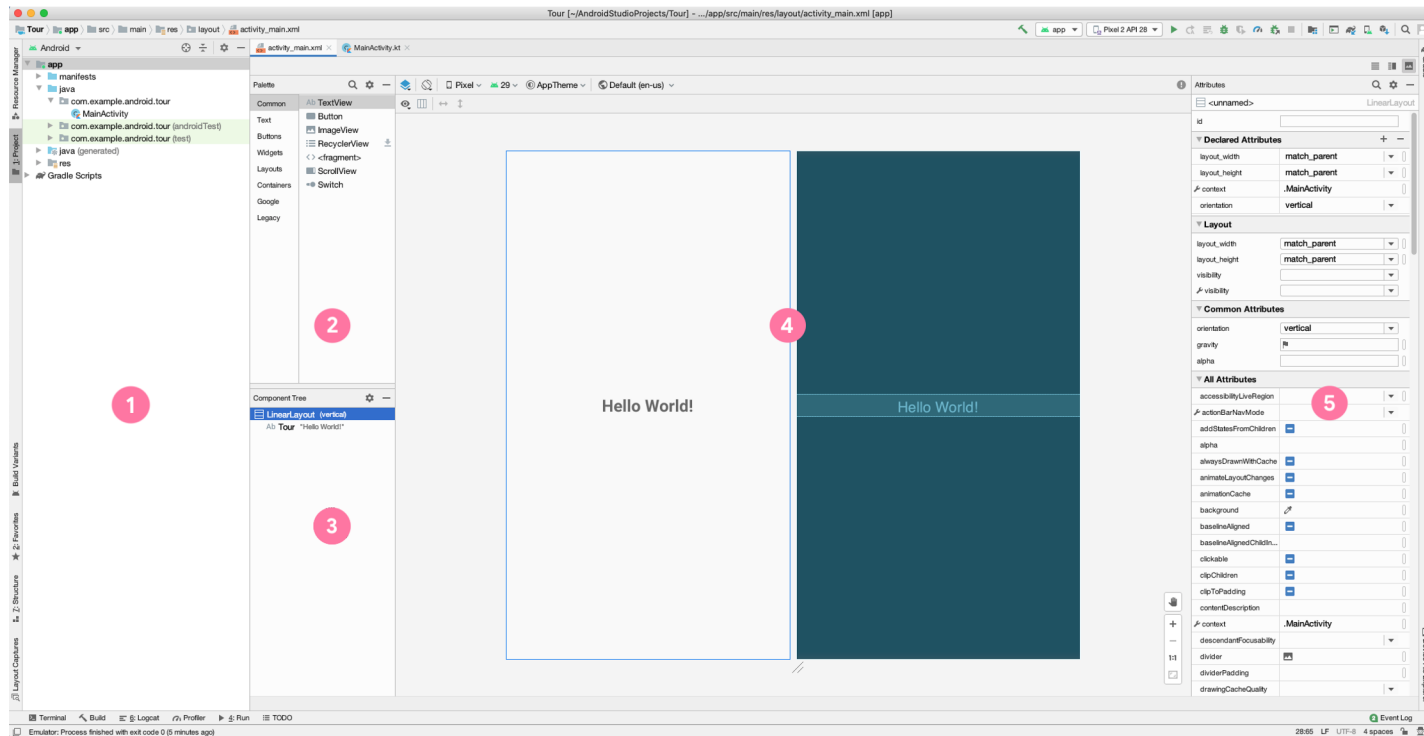 Tour [~/AndroidStudioProjects/Tour] - .../app/src/main/res/layout/activity_main.xml [app]
Tour app src main res layout activity_main.xml
app Pixel 2 API 28
Android
activity_main.xml MainActivity.kt
Resource Manager
1: Project
Build Variants
2: Favorites
7: Structure
Layout Captures
app
manifests
java
com.example.android.tour
MainActivity
com.example.android.tour (androidTest)
com.example.android.tour (test)
java (generated)
res
Gradle Scripts
1
Palette
Common
Text
Buttons
Widgets
Layouts
Containers
Google
Legacy
Ab TextView
Button
ImageView
RecyclerView
<fragment>
ScrollView
Switch
2
Component Tree
LinearLayout (vertical)
Ab Tour "Hello World!"
3
Pixel 29 AppTheme Default (en-us)
Hello World!
4
Hello World!
1:1
Attributes
<unnamed> LinearLayout
id
Declared Attributes
layout_width match_parent
layout_height match_parent
context .MainActivity
orientation vertical
Layout
layout_width match_parent
layout_height match_parent
visibility
visibility
Common Attributes
orientation vertical
gravity
alpha
All Attributes
accessibilityLiveRegion
actionBarNavMode
5
addStatesFromChildren
alpha
alwaysDrawnWithCache
animateLayoutChanges
animationCache
background
baselineAligned
baselineAlignedChildIn...
clickable
clipChildren
clipToPadding
contentDescription
context .MainActivity
descendantFocusability
divider
dividerPadding
drawingCacheQuality
Terminal Build 6: Logcat Profiler 4: Run TODO
2 Event Log
Emulator: Process finished with exit code 0 (5 minutes ago)
28:65 LF UTF-8 4 spaces